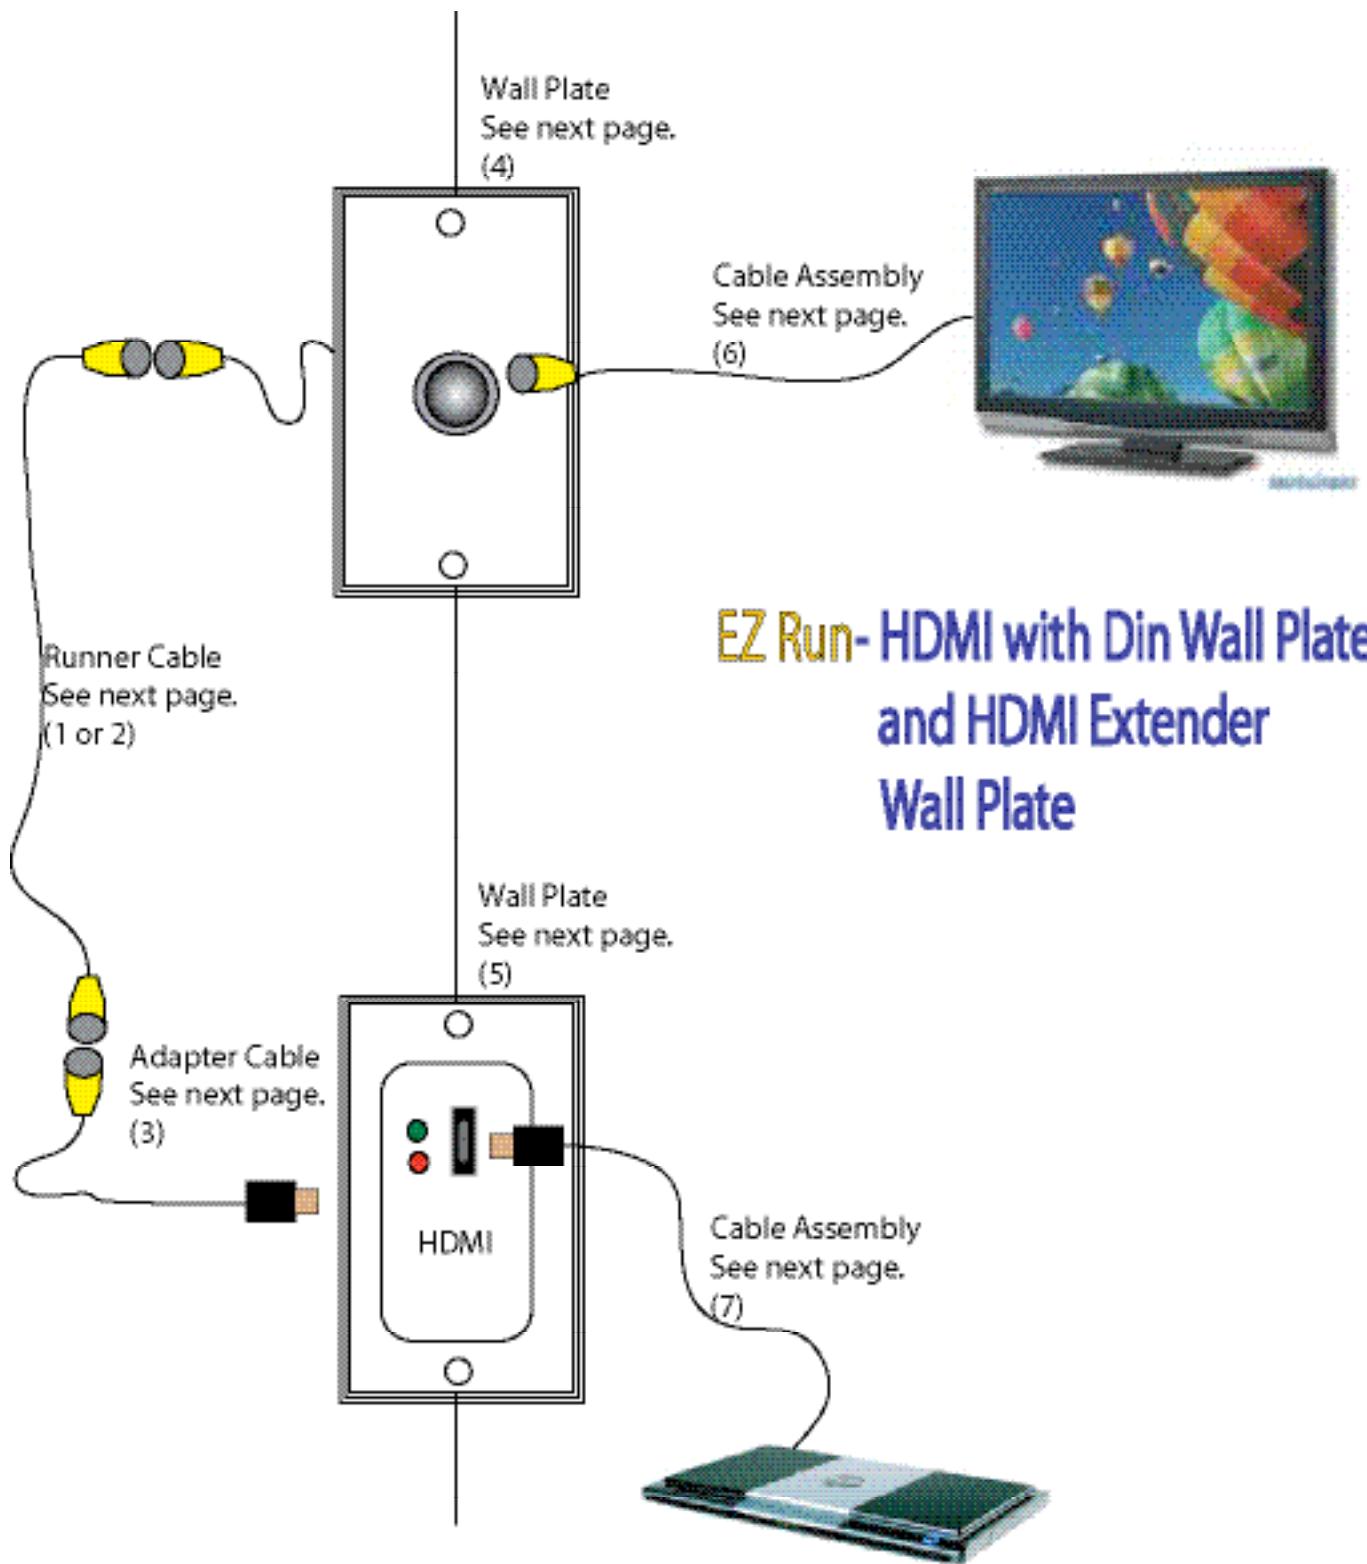 Wall Plate
See next page.
(4)
Cable Assembly
See next page.
(6)
EZ Run- HDMI with Din Wall Plate
and HDMI Extender
Wall Plate
Runner Cable
See next page.
(1 or 2)
Wall Plate
See next page.
(5)
Adapter Cable
See next page.
(3)
HDMI
Cable Assembly
See next page.
(7)